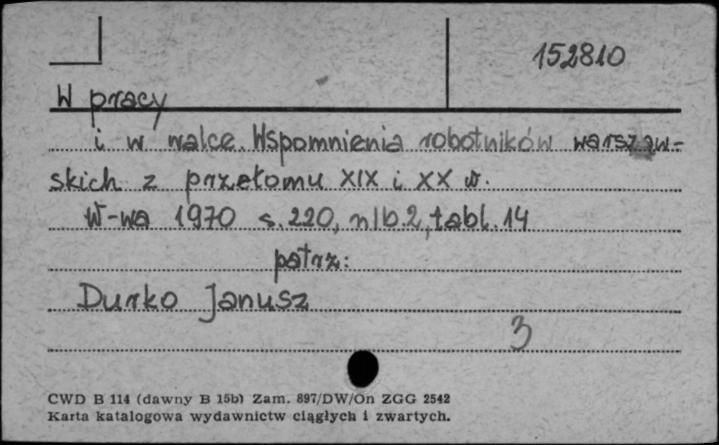 152810
W pracy
i w walce. Wspomnienia robotników warszaw-
skich z przełomu XIX i XX w.
W-wa 1970 s. 220, nlb. 2, tabl. 14
patrz:
Durko Janusz
3
CWD B 114 (dawny B 15b) Zam. 897/DW/On ZGG 2542
Karta katalogowa wydawnictw ciągłych i zwartych.